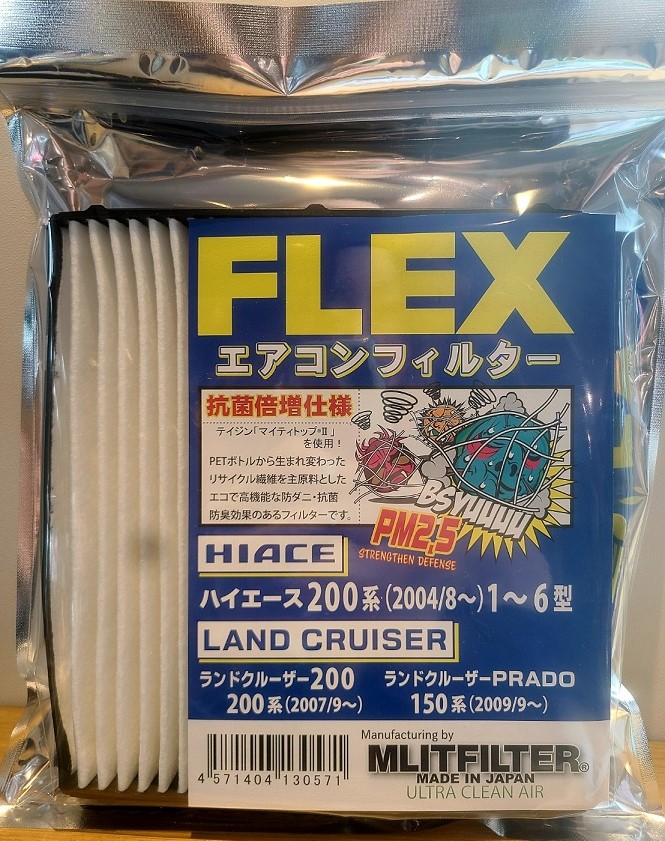 FLEX
エアコンフィルター
抗菌倍増仕様
テイジン「マイティトップ®Ⅱ」
を使用！
PETボトルから生まれ変わった
リサイクル繊維を主原料とした
エコで高機能な防ダニ・抗菌
防臭効果のあるフィルターです。
BSYUUUU
PM2,5
STRENGTHEN DEFENSE
HIACE
ハイエース200系(2004/8～)1～6型
LAND CRUISER
ランドクルーザー200 ランドクルーザーPRADO
200系(2007/9～) 150系(2009/9～)
4 571404 130571
Manufacturing by
MLITFILTER®
MADE IN JAPAN
ULTRA CLEAN AIR